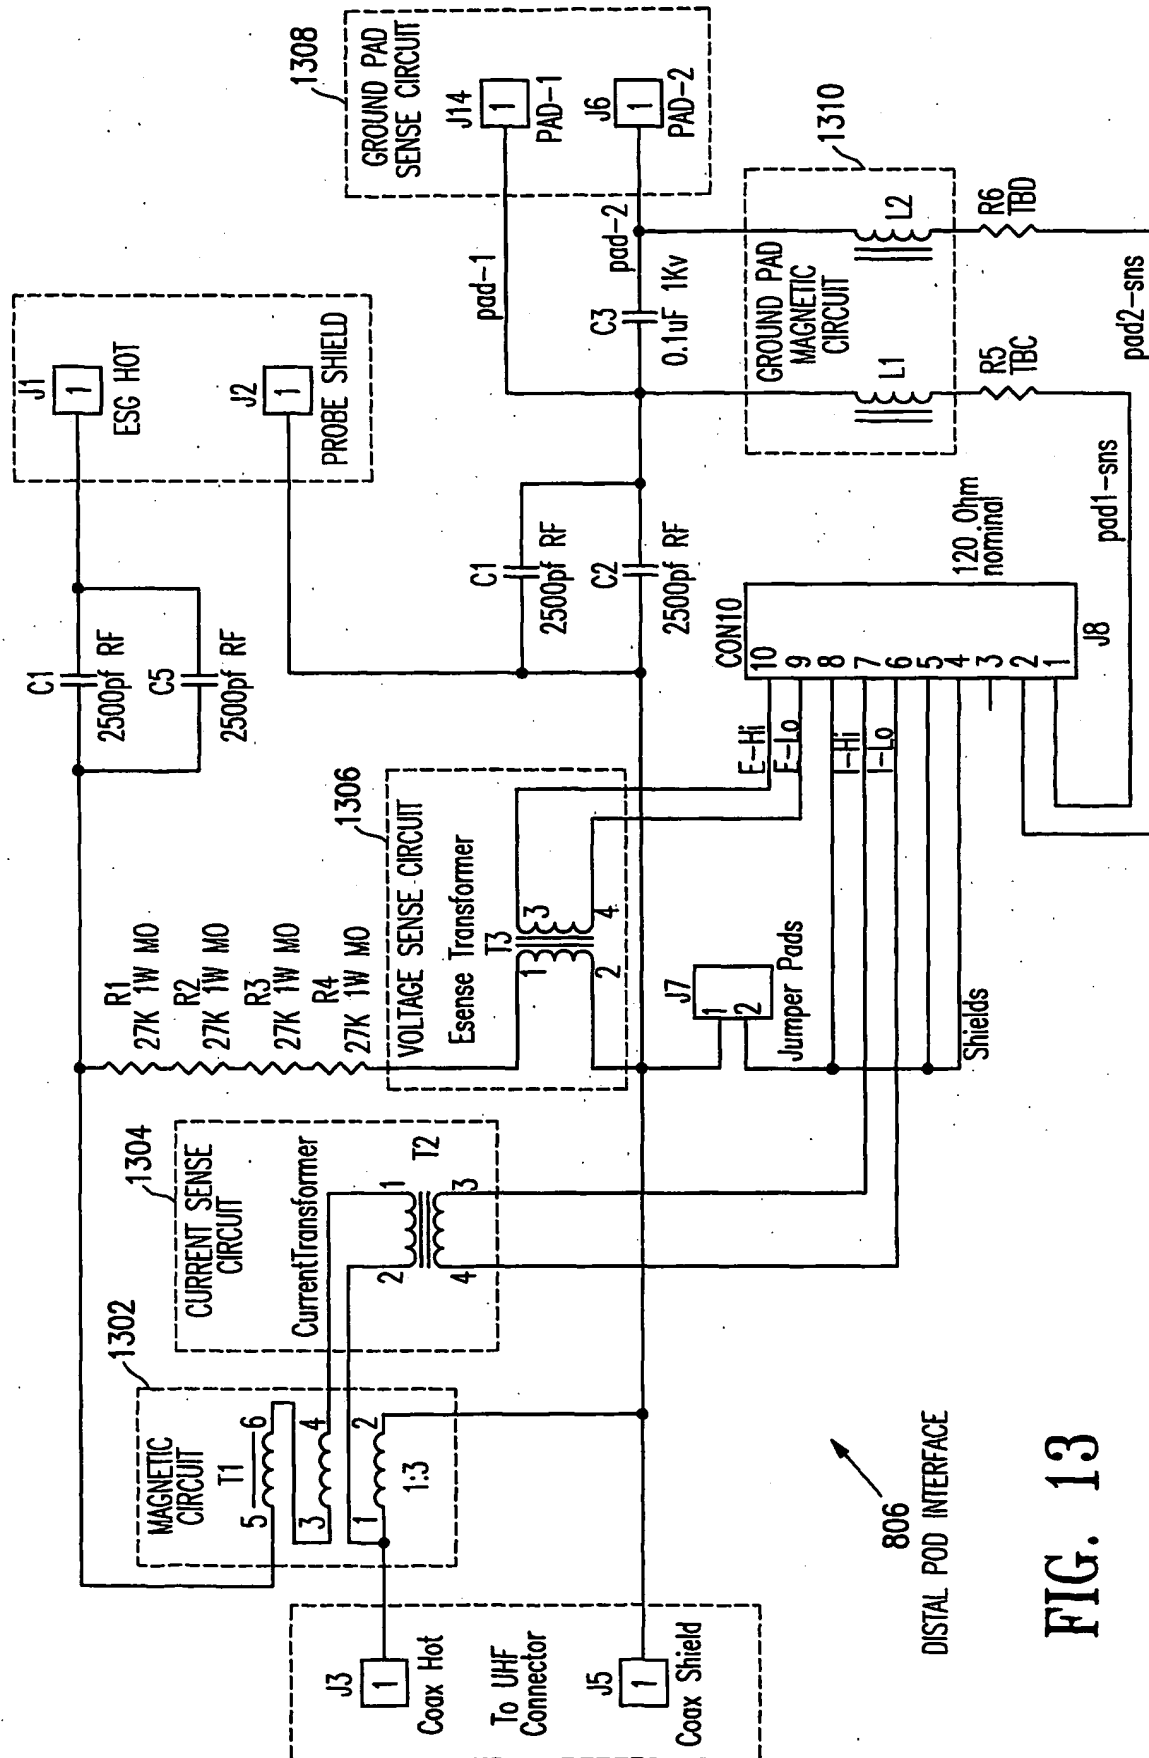 J3
1
Coax Hot
To UHF
Connector
J5
1
Coax Shield
1302
MAGNETIC
CIRCUIT
T1
5
6
3
4
1
2
1:3
1304
CURRENT SENSE
CIRCUIT
CurrentTransformer
2
1
T2
4
3
R1
27K 1W MO
R2
27K 1W MO
R3
27K 1W MO
R4
27K 1W MO
1306
VOLTAGE SENSE CIRCUIT
Esense Transformer
T3
1
3
2
4
J7
1
2
Jumper Pads
Shields
C1
2500pf RF
C5
2500pf RF
J1
1
ESG HOT
J2
1
PROBE SHIELD
C1
2500pf RF
C2
2500pf RF
1308
GROUND PAD
SENSE CIRCUIT
J14
1
PAD-1
J6
1
PAD-2
pad-1
pad-2
C3
0.1uF 1Kv
1310
GROUND PAD
MAGNETIC
CIRCUIT
L1
L2
R5
TBC
R6
TBD
pad1-sns
pad2-sns
120 Ohm
nominal
CON10
10
9
8
7
6
5
4
3
2
1
J8
E-Hi
E-Lo
I-Hi
I-Lo
806
DISTAL POD INTERFACE
FIG. 13